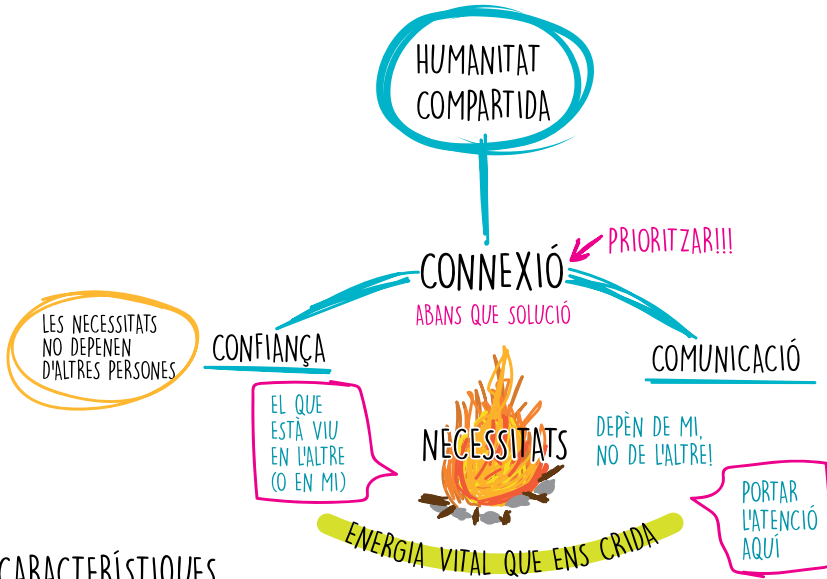 HUMANITAT
COMPARTIDA
PRIORITZAR!!!
CONNEXIÓ
ABANS QUE SOLUCIÓ
LES NECESSITATS
NO DEPENEN
D'ALTRES PERSONES
CONFIANÇA
COMUNICACIÓ
EL QUE
ESTÀ VIU
EN L'ALTRE
(O EN MI)
NECESSITATS
DEPÈN DE MI,
NO DE L'ALTRE!
PORTAR
L'ATENCIÓ
AQUÍ
ENERGIA VITAL QUE ENS CRIDA
CARACTERÍSTIQUES